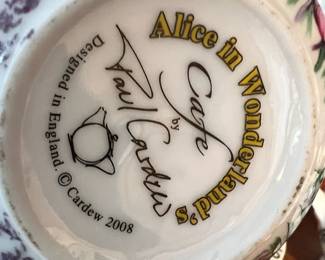 Alice in Wonderland's
Cafe
by
Paul Cardew
Designed in England. © Cardew 2008